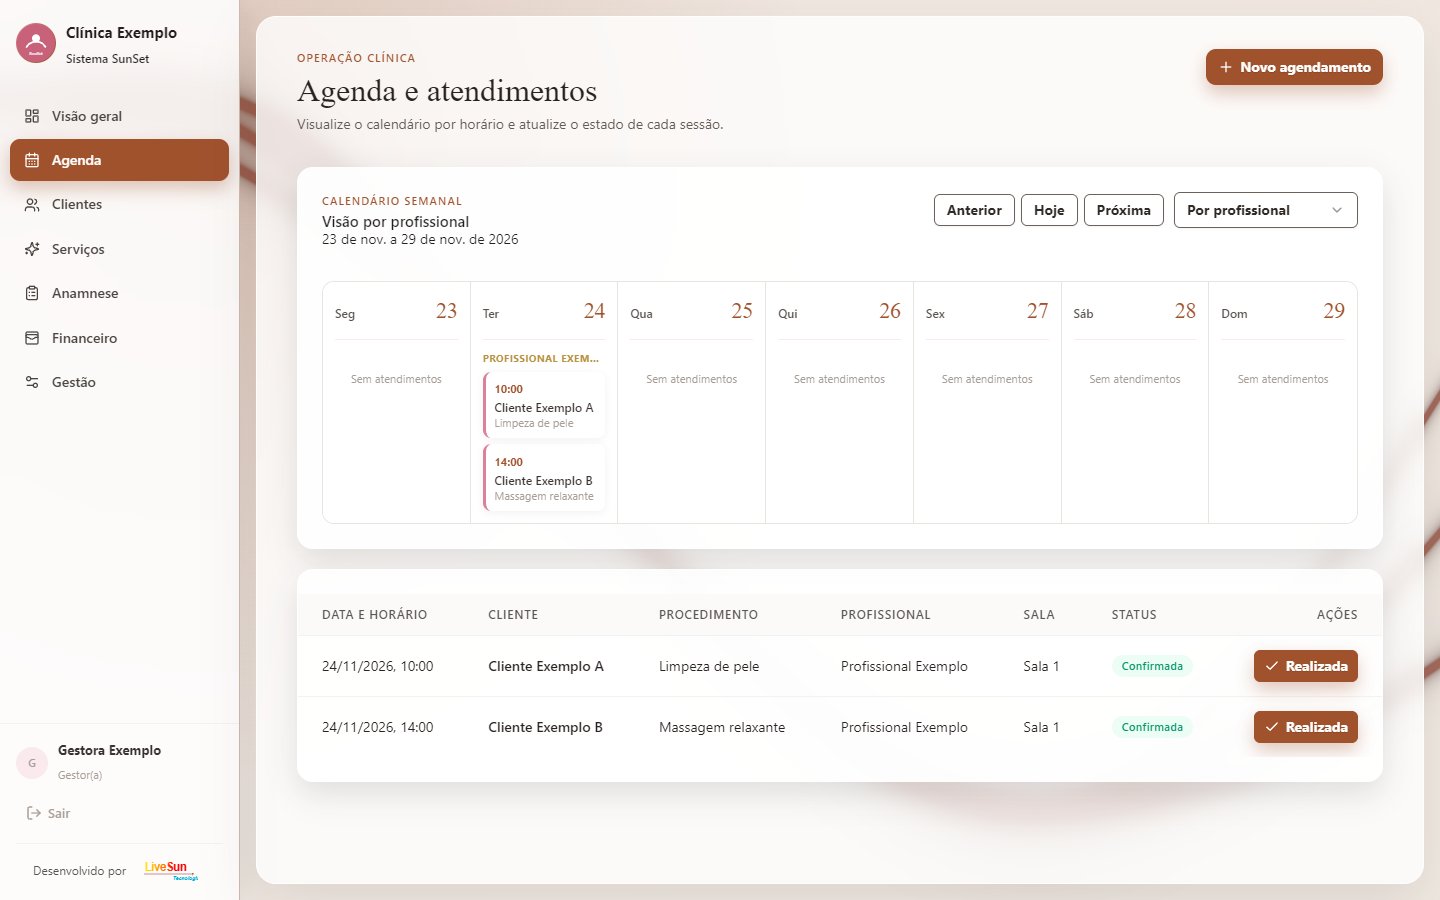 Clínica Exemplo
Sistema SunSet
Visão geral
Agenda
Clientes
Serviços
Anamnese
Financeiro
Gestão
G
Gestora Exemplo
Gestor(a)
Sair
Desenvolvido por
LiveSun
Tecnologia
OPERAÇÃO CLÍNICA
Agenda e atendimentos
Visualize o calendário por horário e atualize o estado de cada sessão.
+ Novo agendamento
CALENDÁRIO SEMANAL
Visão por profissional
23 de nov. a 29 de nov. de 2026
Anterior Hoje Próxima Por profissional
Seg 23 Ter 24 Qua 25 Qui 26 Sex 27 Sáb 28 Dom 29
Sem atendimentos
PROFISSIONAL EXEM...
10:00
Cliente Exemplo A
Limpeza de pele
14:00
Cliente Exemplo B
Massagem relaxante
Sem atendimentos
Sem atendimentos
Sem atendimentos
Sem atendimentos
Sem atendimentos
DATA E HORÁRIO CLIENTE PROCEDIMENTO PROFISSIONAL SALA STATUS AÇÕES
24/11/2026, 10:00 Cliente Exemplo A Limpeza de pele Profissional Exemplo Sala 1 Confirmada Realizada
24/11/2026, 14:00 Cliente Exemplo B Massagem relaxante Profissional Exemplo Sala 1 Confirmada Realizada